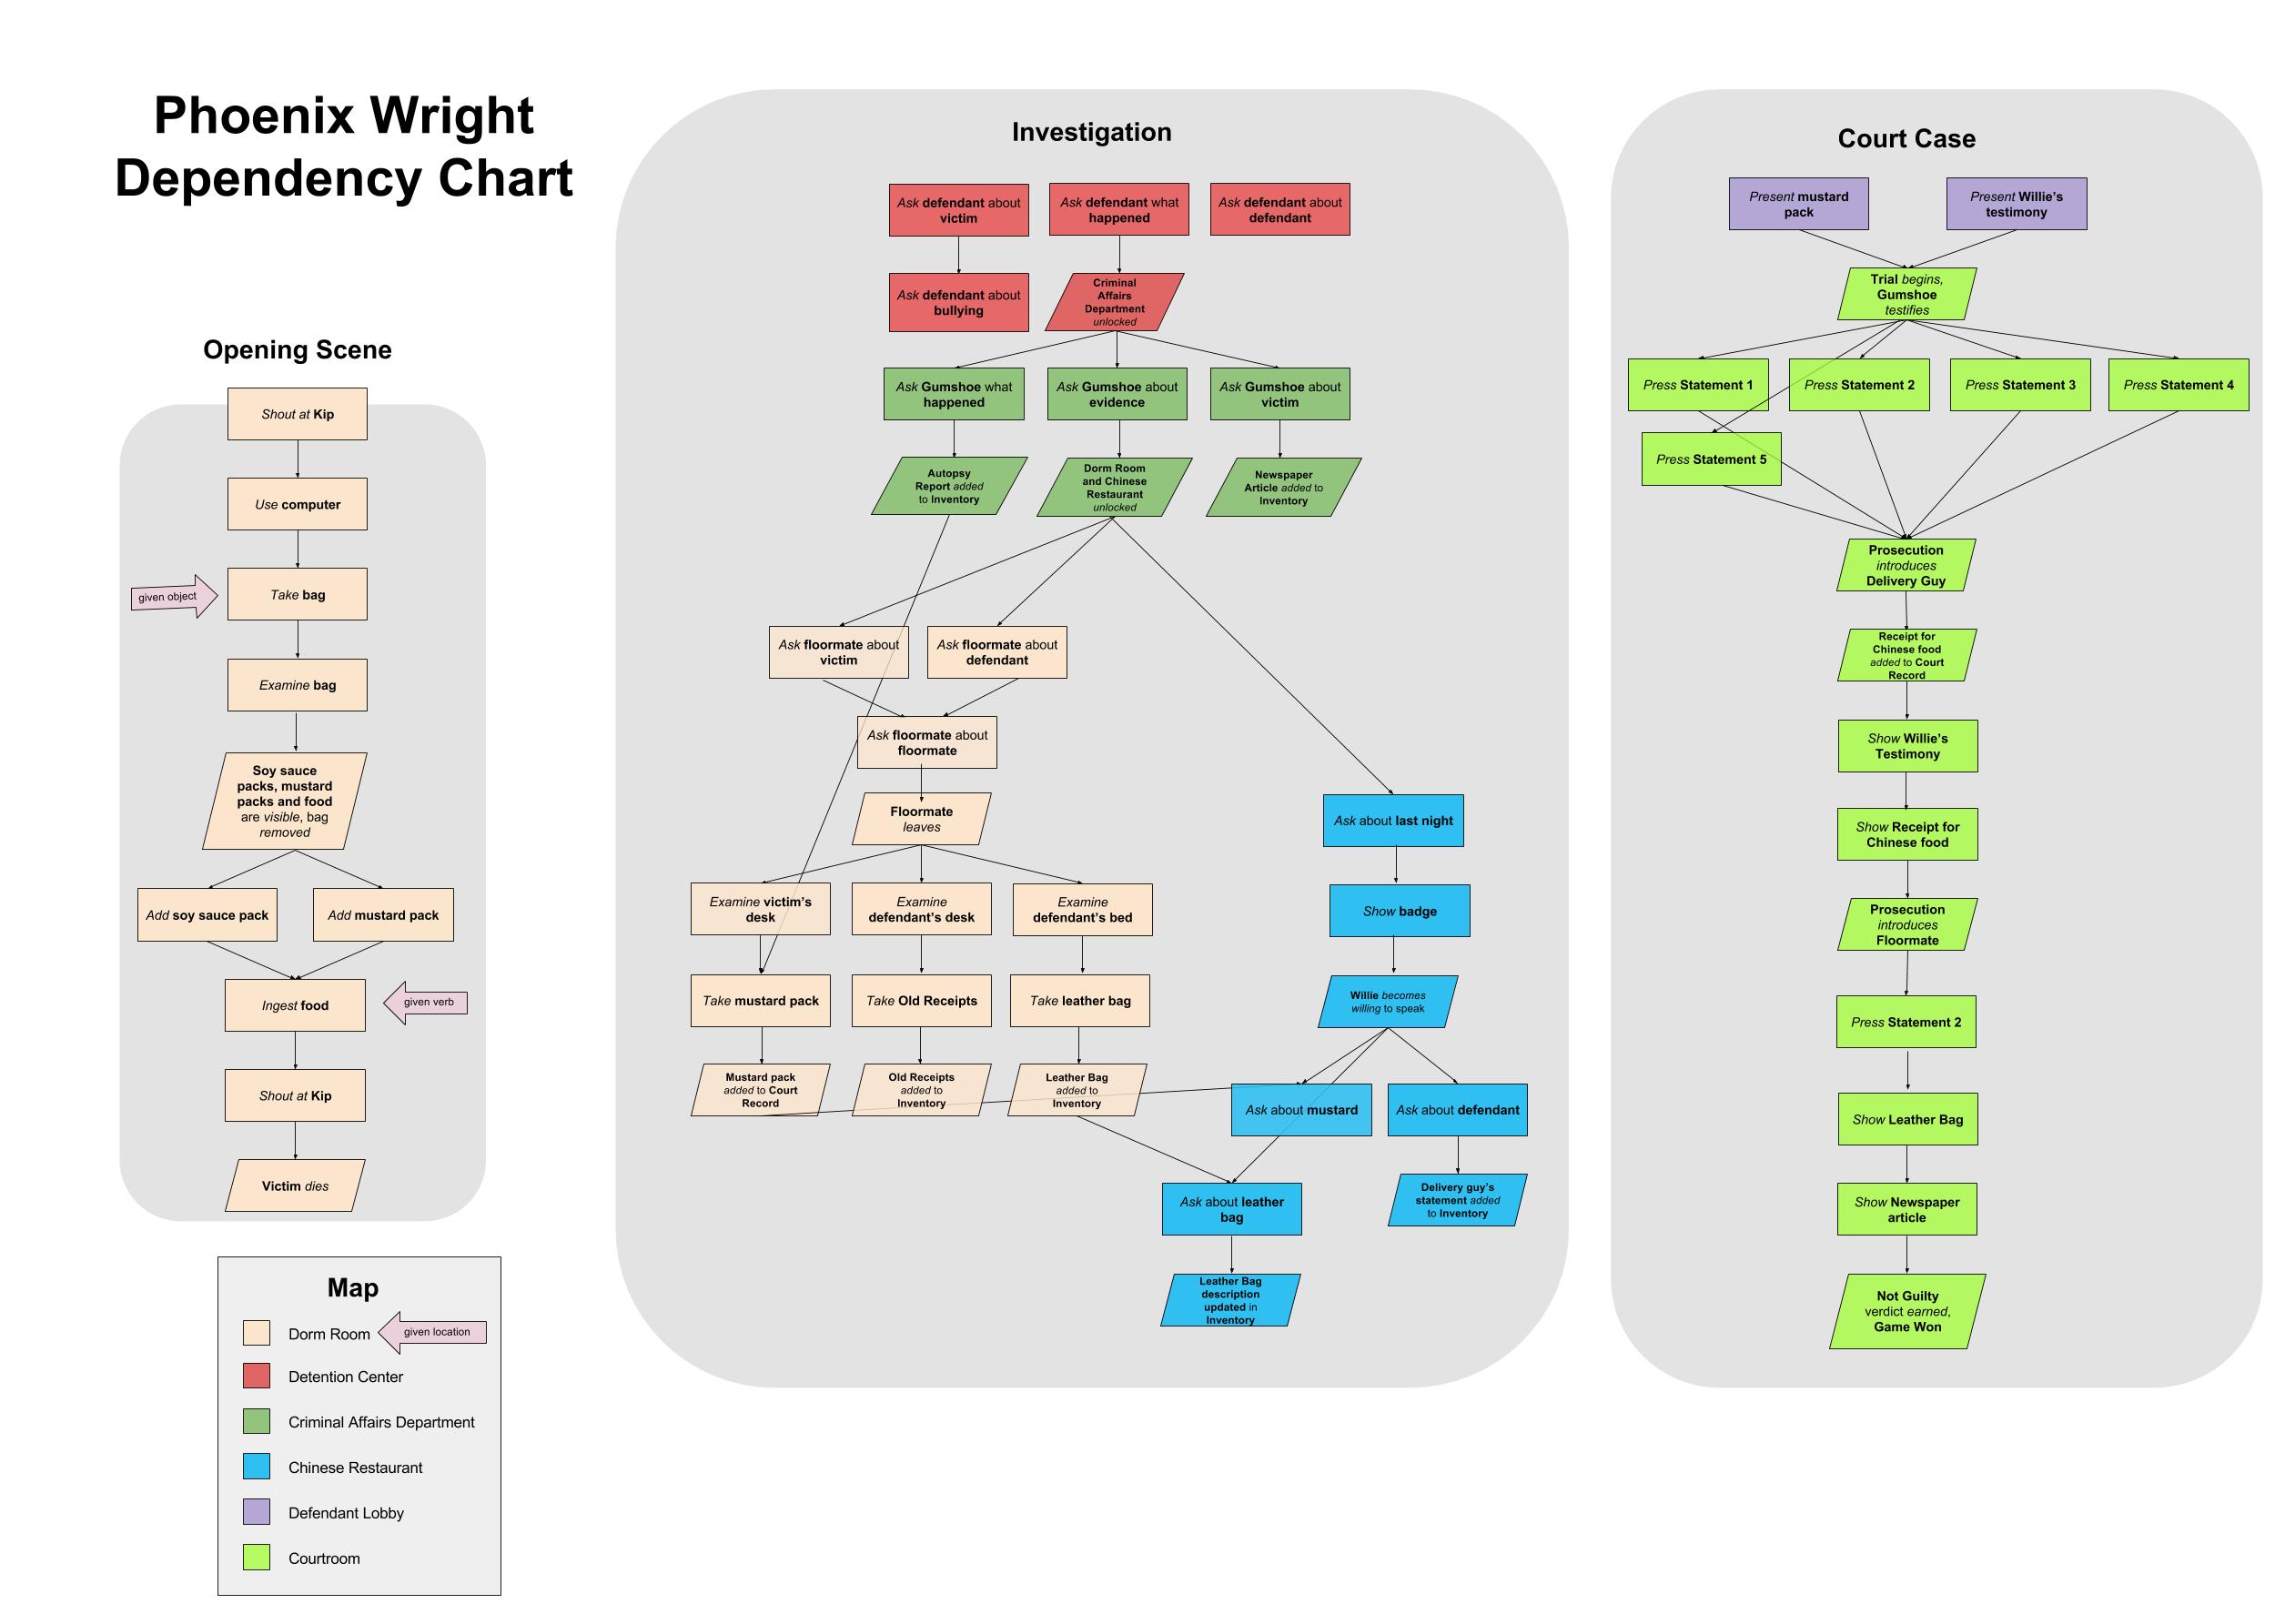 Phoenix Wright
Dependency Chart
Opening Scene
Shout at Kip
Use computer
given object
Take bag
Examine bag
Soy sauce
packs, mustard
packs and food
are visible, bag
removed
Add soy sauce pack
Add mustard pack
Ingest food
given verb
Shout at Kip
Victim dies
Map
Dorm Room
given location
Detention Center
Criminal Affairs Department
Chinese Restaurant
Defendant Lobby
Courtroom
Investigation
Ask defendant about
victim
Ask defendant what
happened
Ask defendant about
defendant
Ask defendant about
bullying
Criminal
Affairs
Department
unlocked
Ask Gumshoe what
happened
Ask Gumshoe about
evidence
Ask Gumshoe about
victim
Autopsy
Report added
to Inventory
Dorm Room
and Chinese
Restaurant
unlocked
Newspaper
Article added to
Inventory
Ask floormate about
victim
Ask floormate about
defendant
Ask floormate about
floormate
Floormate
leaves
Ask about last night
Examine victim's
desk
Examine
defendant's desk
Examine
defendant's bed
Show badge
Take mustard pack
Take Old Receipts
Take leather bag
Willie becomes
willing to speak
Mustard pack
added to Court
Record
Old Receipts
added to
Inventory
Leather Bag
added to
Inventory
Ask about mustard
Ask about defendant
Ask about leather
bag
Delivery guy's
statement added
to Inventory
Leather Bag
description
updated in
Inventory
Court Case
Present mustard
pack
Present Willie's
testimony
Trial begins,
Gumshoe
testifies
Press Statement 1
Press Statement 2
Press Statement 3
Press Statement 4
Press Statement 5
Prosecution
introduces
Delivery Guy
Receipt for
Chinese food
added to Court
Record
Show Willie's
Testimony
Show Receipt for
Chinese food
Prosecution
introduces
Floormate
Press Statement 2
Show Leather Bag
Show Newspaper
article
Not Guilty
verdict earned,
Game Won